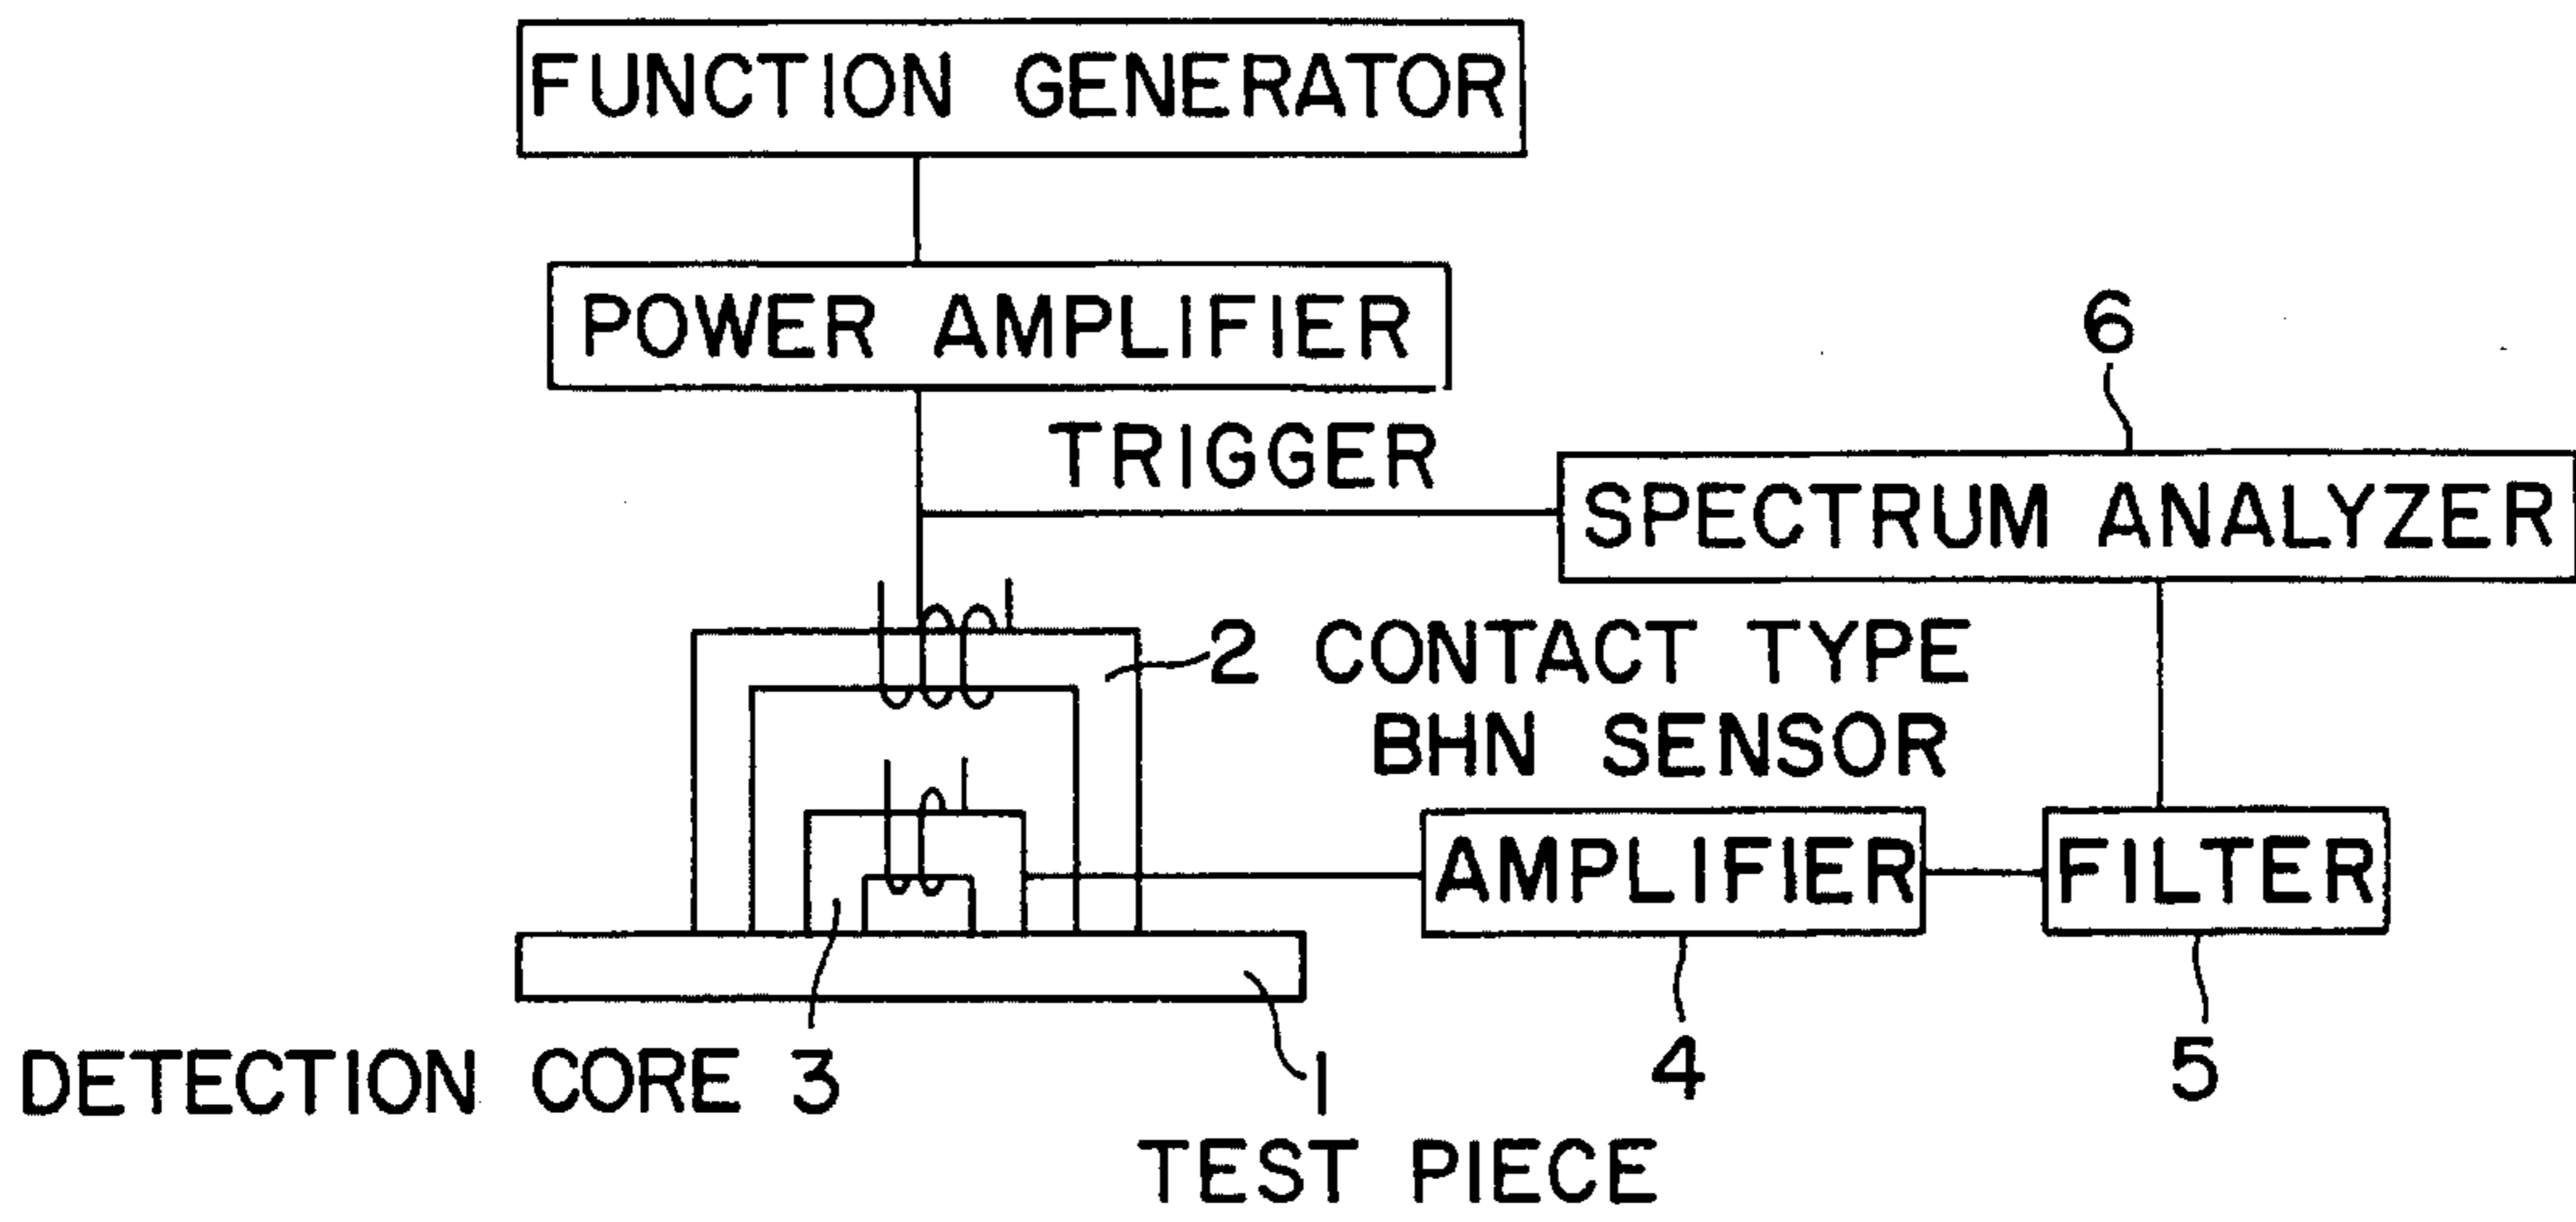 FUNCTION GENERATOR
POWER AMPLIFIER
6
TRIGGER
SPECTRUM ANALYZER
2 CONTACT TYPE
BHN SENSOR
AMPLIFIER
FILTER
DETECTION CORE 3
1
4
5
TEST PIECE